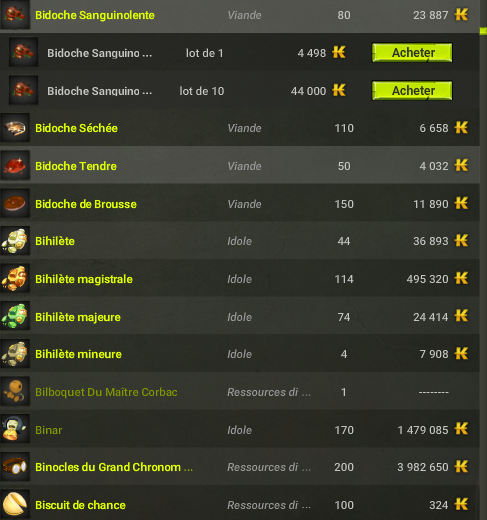 Bidoche Sanguinolente Viande 80 23 887
Bidoche Sanguino ... lot de 1 4 498 Acheter
Bidoche Sanguino ... lot de 10 44 000 Acheter
Bidoche Séchée Viande 110 6 658
Bidoche Tendre Viande 50 4 032
Bidoche de Brousse Viande 150 11 890
Bihilète Idole 44 36 893
Bihilète magistrale Idole 114 495 320
Bihilète majeure Idole 74 24 414
Bihilète mineure Idole 4 7 908
Bilboquet Du Maître Corbac Ressources di ... 1 --------
Binar Idole 170 1 479 085
Binocles du Grand Chronom ... Ressources di ... 200 3 982 650
Biscuit de chance Ressources di ... 100 324